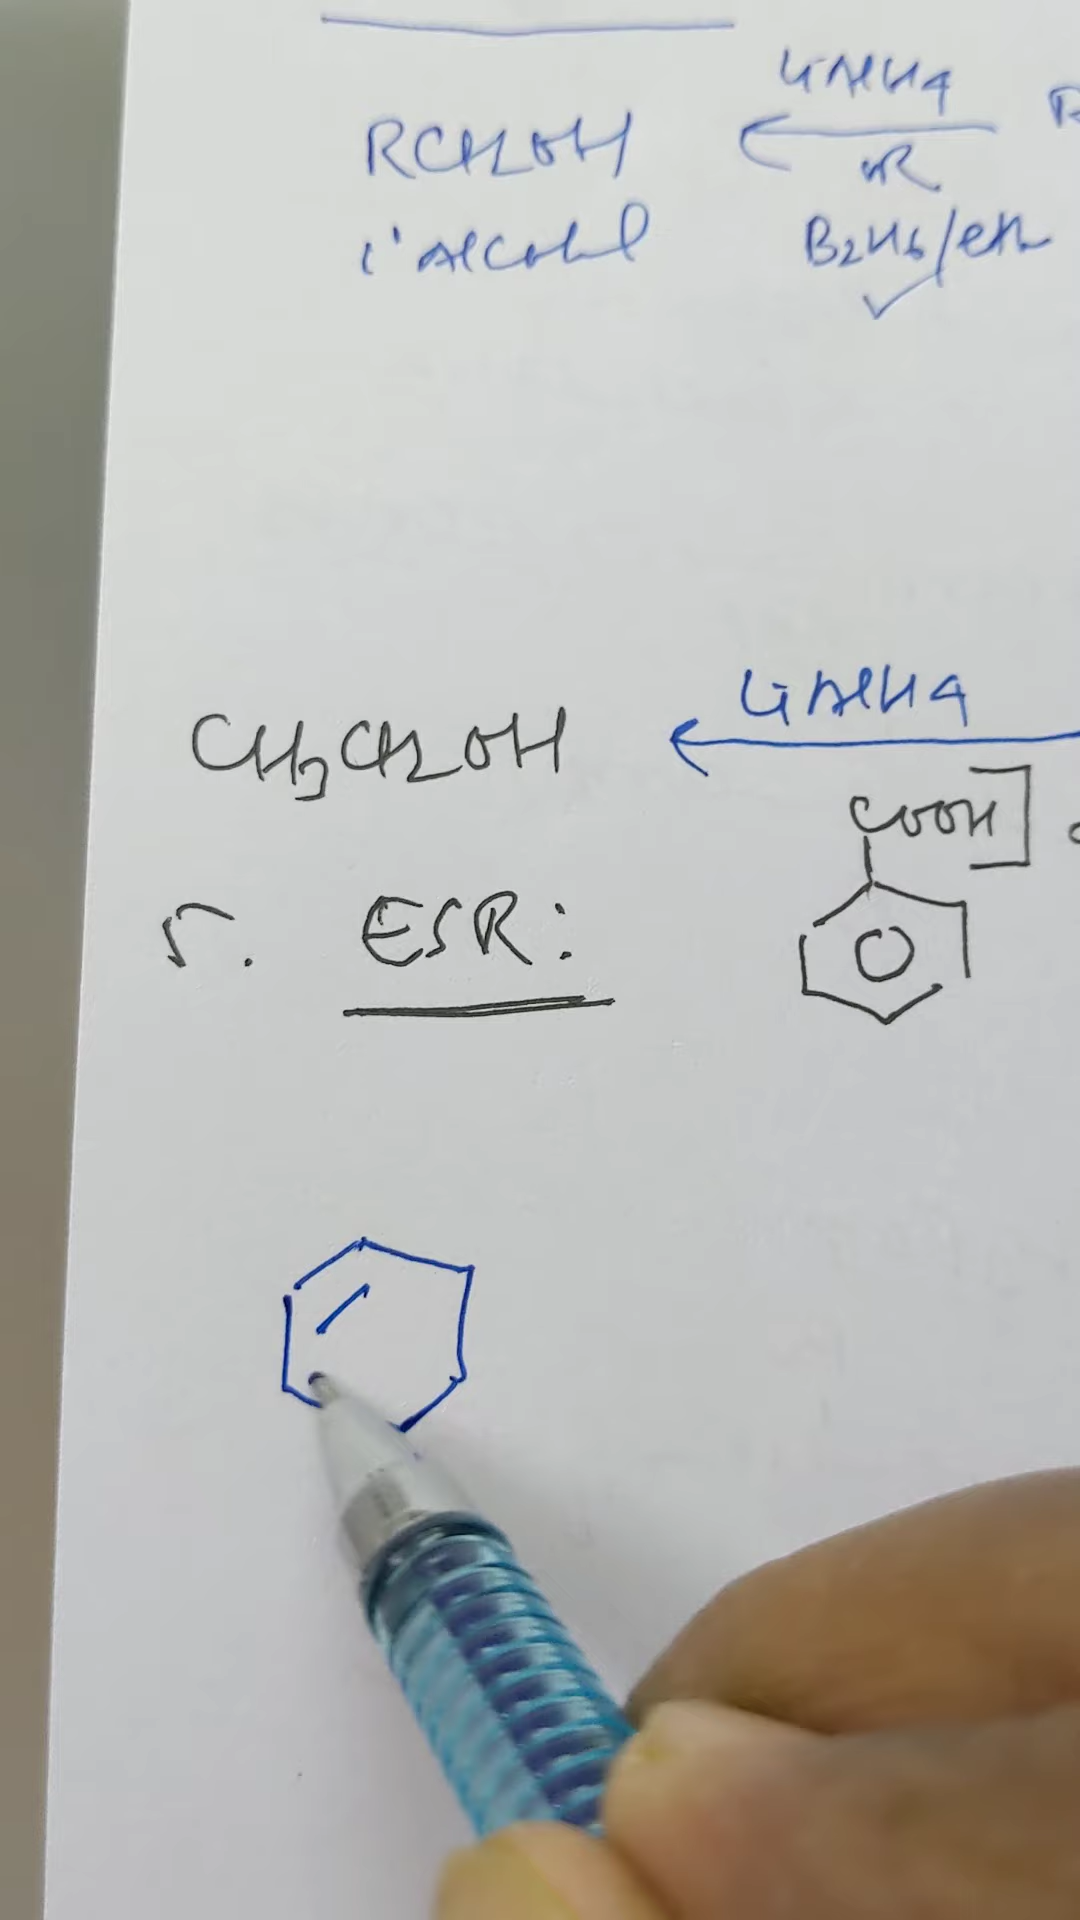 LiAlH4
RCH2OH ←
OR
1° Alcohol B2H6/eth
LiAlH4
CH3CH2OH ←
COOH]
5. ESR: